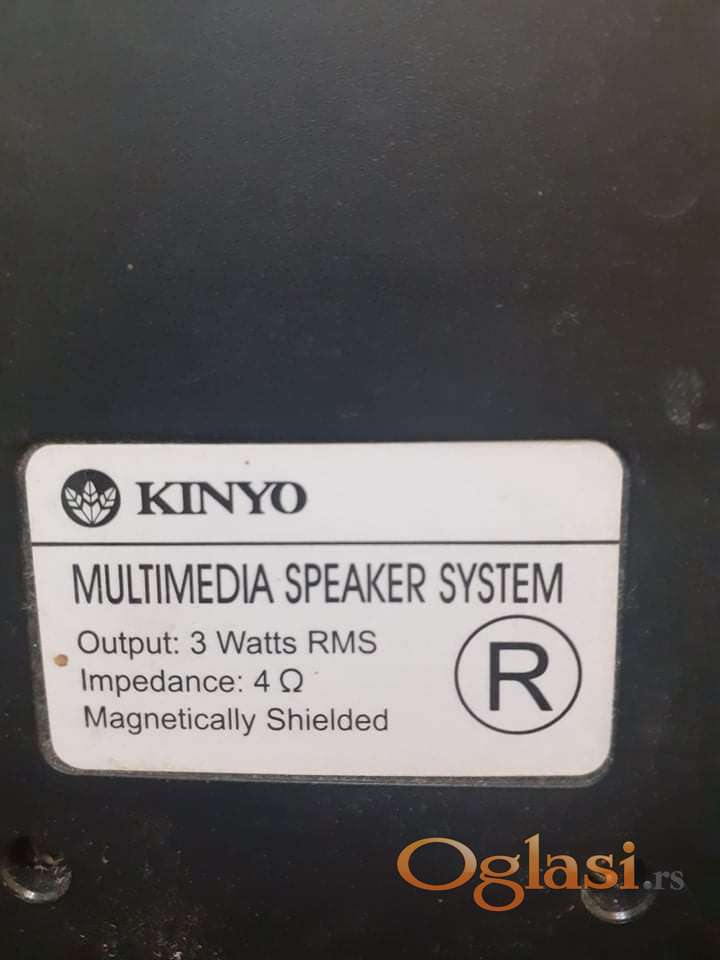 KINYO
MULTIMEDIA SPEAKER SYSTEM
Output: 3 Watts RMS
Impedance: 4 Ω
Magnetically Shielded
R
Oglasi.rs